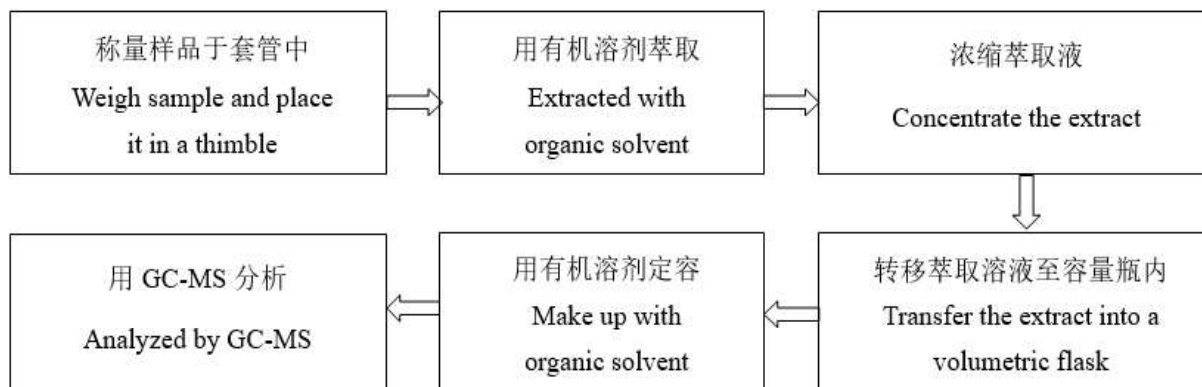 称量样品于套管中
Weigh sample and place
it in a thimble
用有机溶剂萃取
Extracted with
organic solvent
浓缩萃取液
Concentrate the extract
转移萃取溶液至容量瓶内
Transfer the extract into a
volumetric flask
用有机溶剂定容
Make up with
organic solvent
用 GC-MS 分析
Analyzed by GC-MS